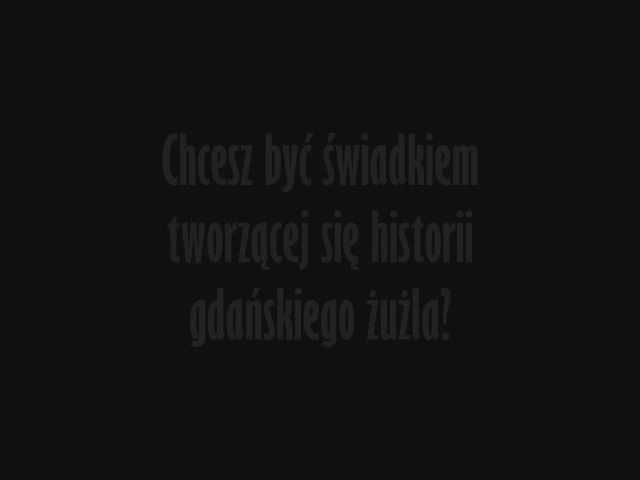 Chcesz być świadkiem
tworzącej się historii
gdańskiego żużla?